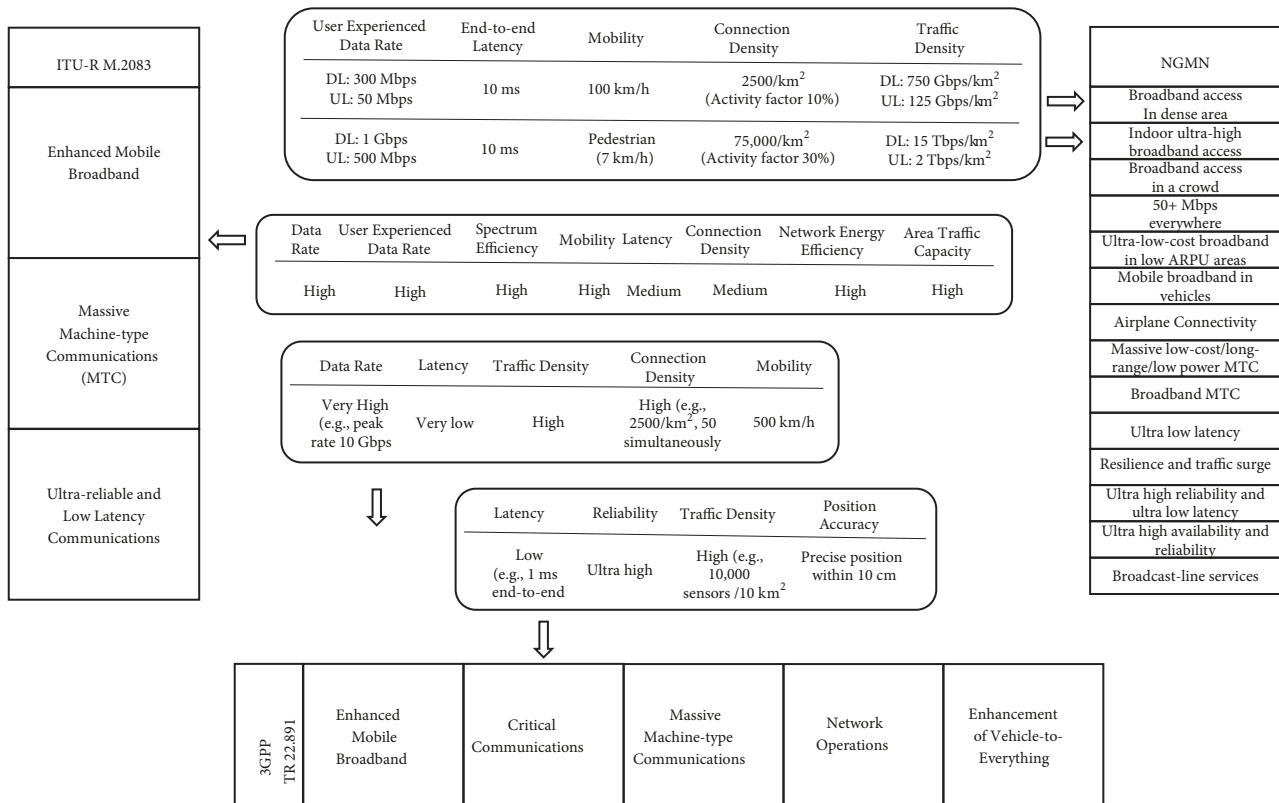 ITU-R M.2083
Enhanced Mobile
Broadband
Massive
Machine-type
Communications
(MTC)
Ultra-reliable and
Low Latency
Communications
User Experienced
Data Rate
End-to-end
Latency
Mobility
Connection
Density
Traffic
Density
DL: 300 Mbps
UL: 50 Mbps
10 ms
100 km/h
2500/km²
(Activity factor 10%)
DL: 750 Gbps/km²
UL: 125 Gbps/km²
DL: 1 Gbps
UL: 500 Mbps
10 ms
Pedestrian
(7 km/h)
75,000/km²
(Activity factor 30%)
DL: 15 Tbps/km²
UL: 2 Tbps/km²
Data
Rate
User Experienced
Data Rate
Spectrum
Efficiency
Mobility
Latency
Connection
Density
Network Energy
Efficiency
Area Traffic
Capacity
High
High
High
High
Medium
Medium
High
High
Data Rate
Latency
Traffic Density
Connection
Density
Mobility
Very High
(e.g., peak
rate 10 Gbps
Very low
High
High (e.g.,
2500/km², 50
simultaneously
500 km/h
Latency
Reliability
Traffic Density
Position
Accuracy
Low
(e.g., 1 ms
end-to-end
Ultra high
High (e.g.,
10,000
sensors /10 km²
Precise position
within 10 cm
NGMN
Broadband access
In dense area
Indoor ultra-high
broadband access
Broadband access
in a crowd
50+ Mbps
everywhere
Ultra-low-cost broadband
in low ARPU areas
Mobile broadband in
vehicles
Airplane Connectivity
Massive low-cost/long-
range/low power MTC
Broadband MTC
Ultra low latency
Resilience and traffic surge
Ultra high reliability and
ultra low latency
Ultra high availability and
reliability
Broadcast-line services
3GPP
TR 22.891
Enhanced
Mobile
Broadband
Critical
Communications
Massive
Machine-type
Communications
Network
Operations
Enhancement
of Vehicle-to-
Everything